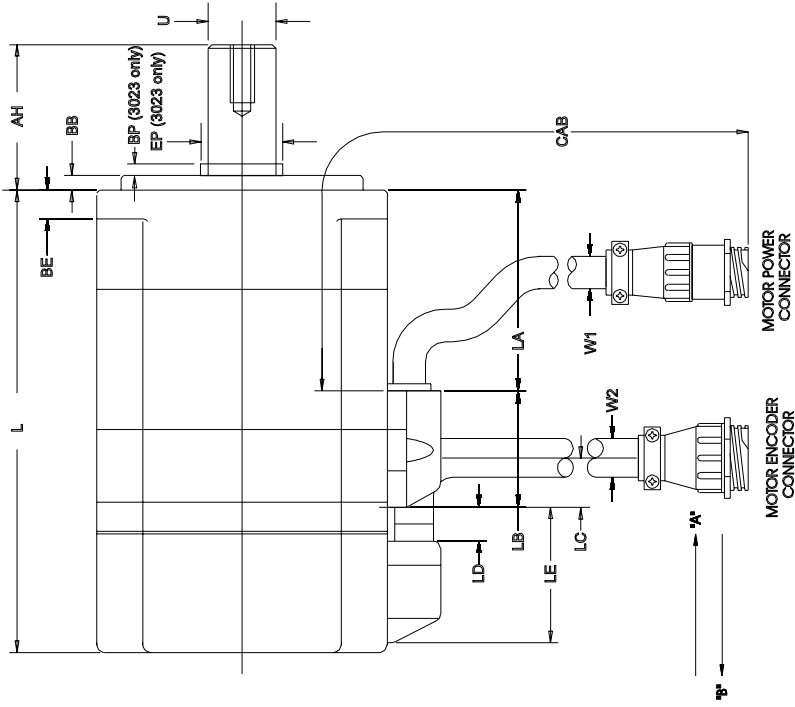 AH
U
BB
BP (3023 only)
EP (3023 only)
BE
L
CAB
LA
W1
MOTOR POWER
CONNECTOR
W2
LB
LC
LD
LE
MOTOR ENCODER
CONNECTOR
"A"
"B"